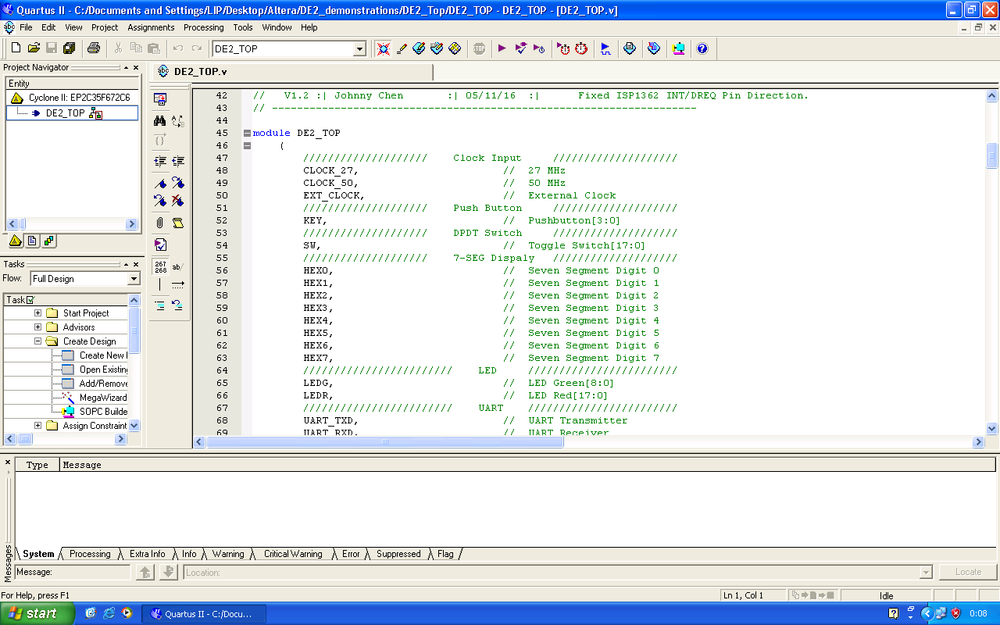 Quartus II - C:/Documents and Settings/LIP/Desktop/Altera/DE2_demonstrations/DE2_Top/DE2_TOP - DE2_TOP - [DE2_TOP.v]
File Edit View Project Assignments Processing Tools Window Help
DE2_TOP
Project Navigator
Entity
Cyclone II: EP2C35F672C6
DE2_TOP
Tasks
Flow: Full Design
Task
Start Project
Advisors
Create Design
Create New
Open Existing
Add/Remove
MegaWizard
SOPC Builde
Assign Constraint
DE2_TOP.v
42 // V1.2 :| Johnny Chen :| 05/11/16 :| Fixed ISP1362 INT/DREQ Pin Direction.
43 // --------------------------------------------------------------------
44
45 module DE2_TOP
46 (
47 //////////////////// Clock Input ////////////////////
48 CLOCK_27, // 27 MHz
49 CLOCK_50, // 50 MHz
50 EXT_CLOCK, // External Clock
51 //////////////////// Push Button ////////////////////
52 KEY, // Pushbutton[3:0]
53 //////////////////// DPDT Switch ////////////////////
54 SW, // Toggle Switch[17:0]
55 //////////////////// 7-SEG Dispaly ////////////////////
56 HEX0, // Seven Segment Digit 0
57 HEX1, // Seven Segment Digit 1
58 HEX2, // Seven Segment Digit 2
59 HEX3, // Seven Segment Digit 3
60 HEX4, // Seven Segment Digit 4
61 HEX5, // Seven Segment Digit 5
62 HEX6, // Seven Segment Digit 6
63 HEX7, // Seven Segment Digit 7
64 //////////////////////// LED ////////////////////////
65 LEDG, // LED Green[8:0]
66 LEDR, // LED Red[17:0]
67 //////////////////////// UART ////////////////////////
68 UART_TXD, // UART Transmitter
69 UART_RXD, // UART Receiver
267
268
ab/
Type Message
System Processing Extra Info Info Warning Critical Warning Error Suppressed Flag
Messages
Message: Location: Locate
For Help, press F1 Ln 1, Col 1 Idle
start Quartus II - C:/Docu... 0:08